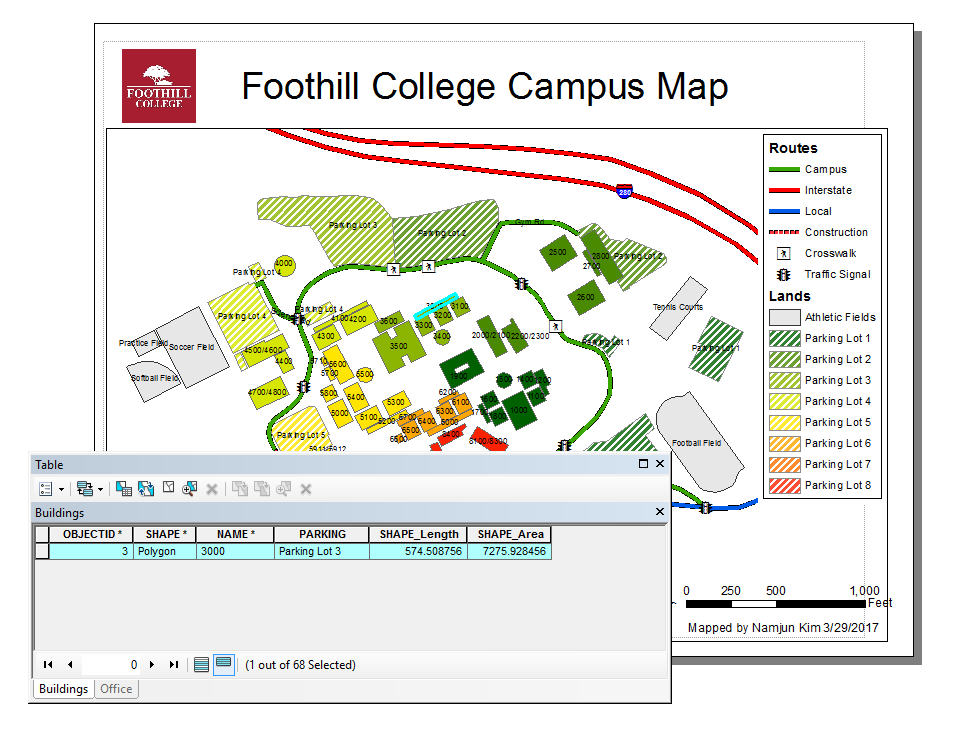 FOOTHILL
COLLEGE
Foothill College Campus Map
280
Gym Rd
Parking Lot 3
Parking Lot 2
2500
2800
2700
Parking Lot 2
4000
Parking Lot 4
2600
Tennis Courts
Parking Lot 4
Parking Lot 4
4100
4200
3600
3300
3200
3100
3400
3500
4300
2000/2100
2200/2300
Parking Lot 1
Parking Lot 1
Practice Field
Soccer Field
Softball Field
4500/4600
4400
5600
5700
5500
4700/4800
5800
5400
5300
5000
5100
5200
6200
6100
6300
6400
6000
6500
1000
8100/8300
Football Field
Parking Lot 5
5911/5912
Routes
Campus
Interstate
Local
Construction
Crosswalk
Traffic Signal
Lands
Athletic Fields
Parking Lot 1
Parking Lot 2
Parking Lot 3
Parking Lot 4
Parking Lot 5
Parking Lot 6
Parking Lot 7
Parking Lot 8
Table
Buildings
OBJECTID * SHAPE * NAME * PARKING SHAPE_Length SHAPE_Area
3 Polygon 3000 Parking Lot 3 574.508756 7275.928456
0 (1 out of 68 Selected)
Buildings Office
0 250 500 1,000
Feet
Mapped by Namjun Kim 3/29/2017